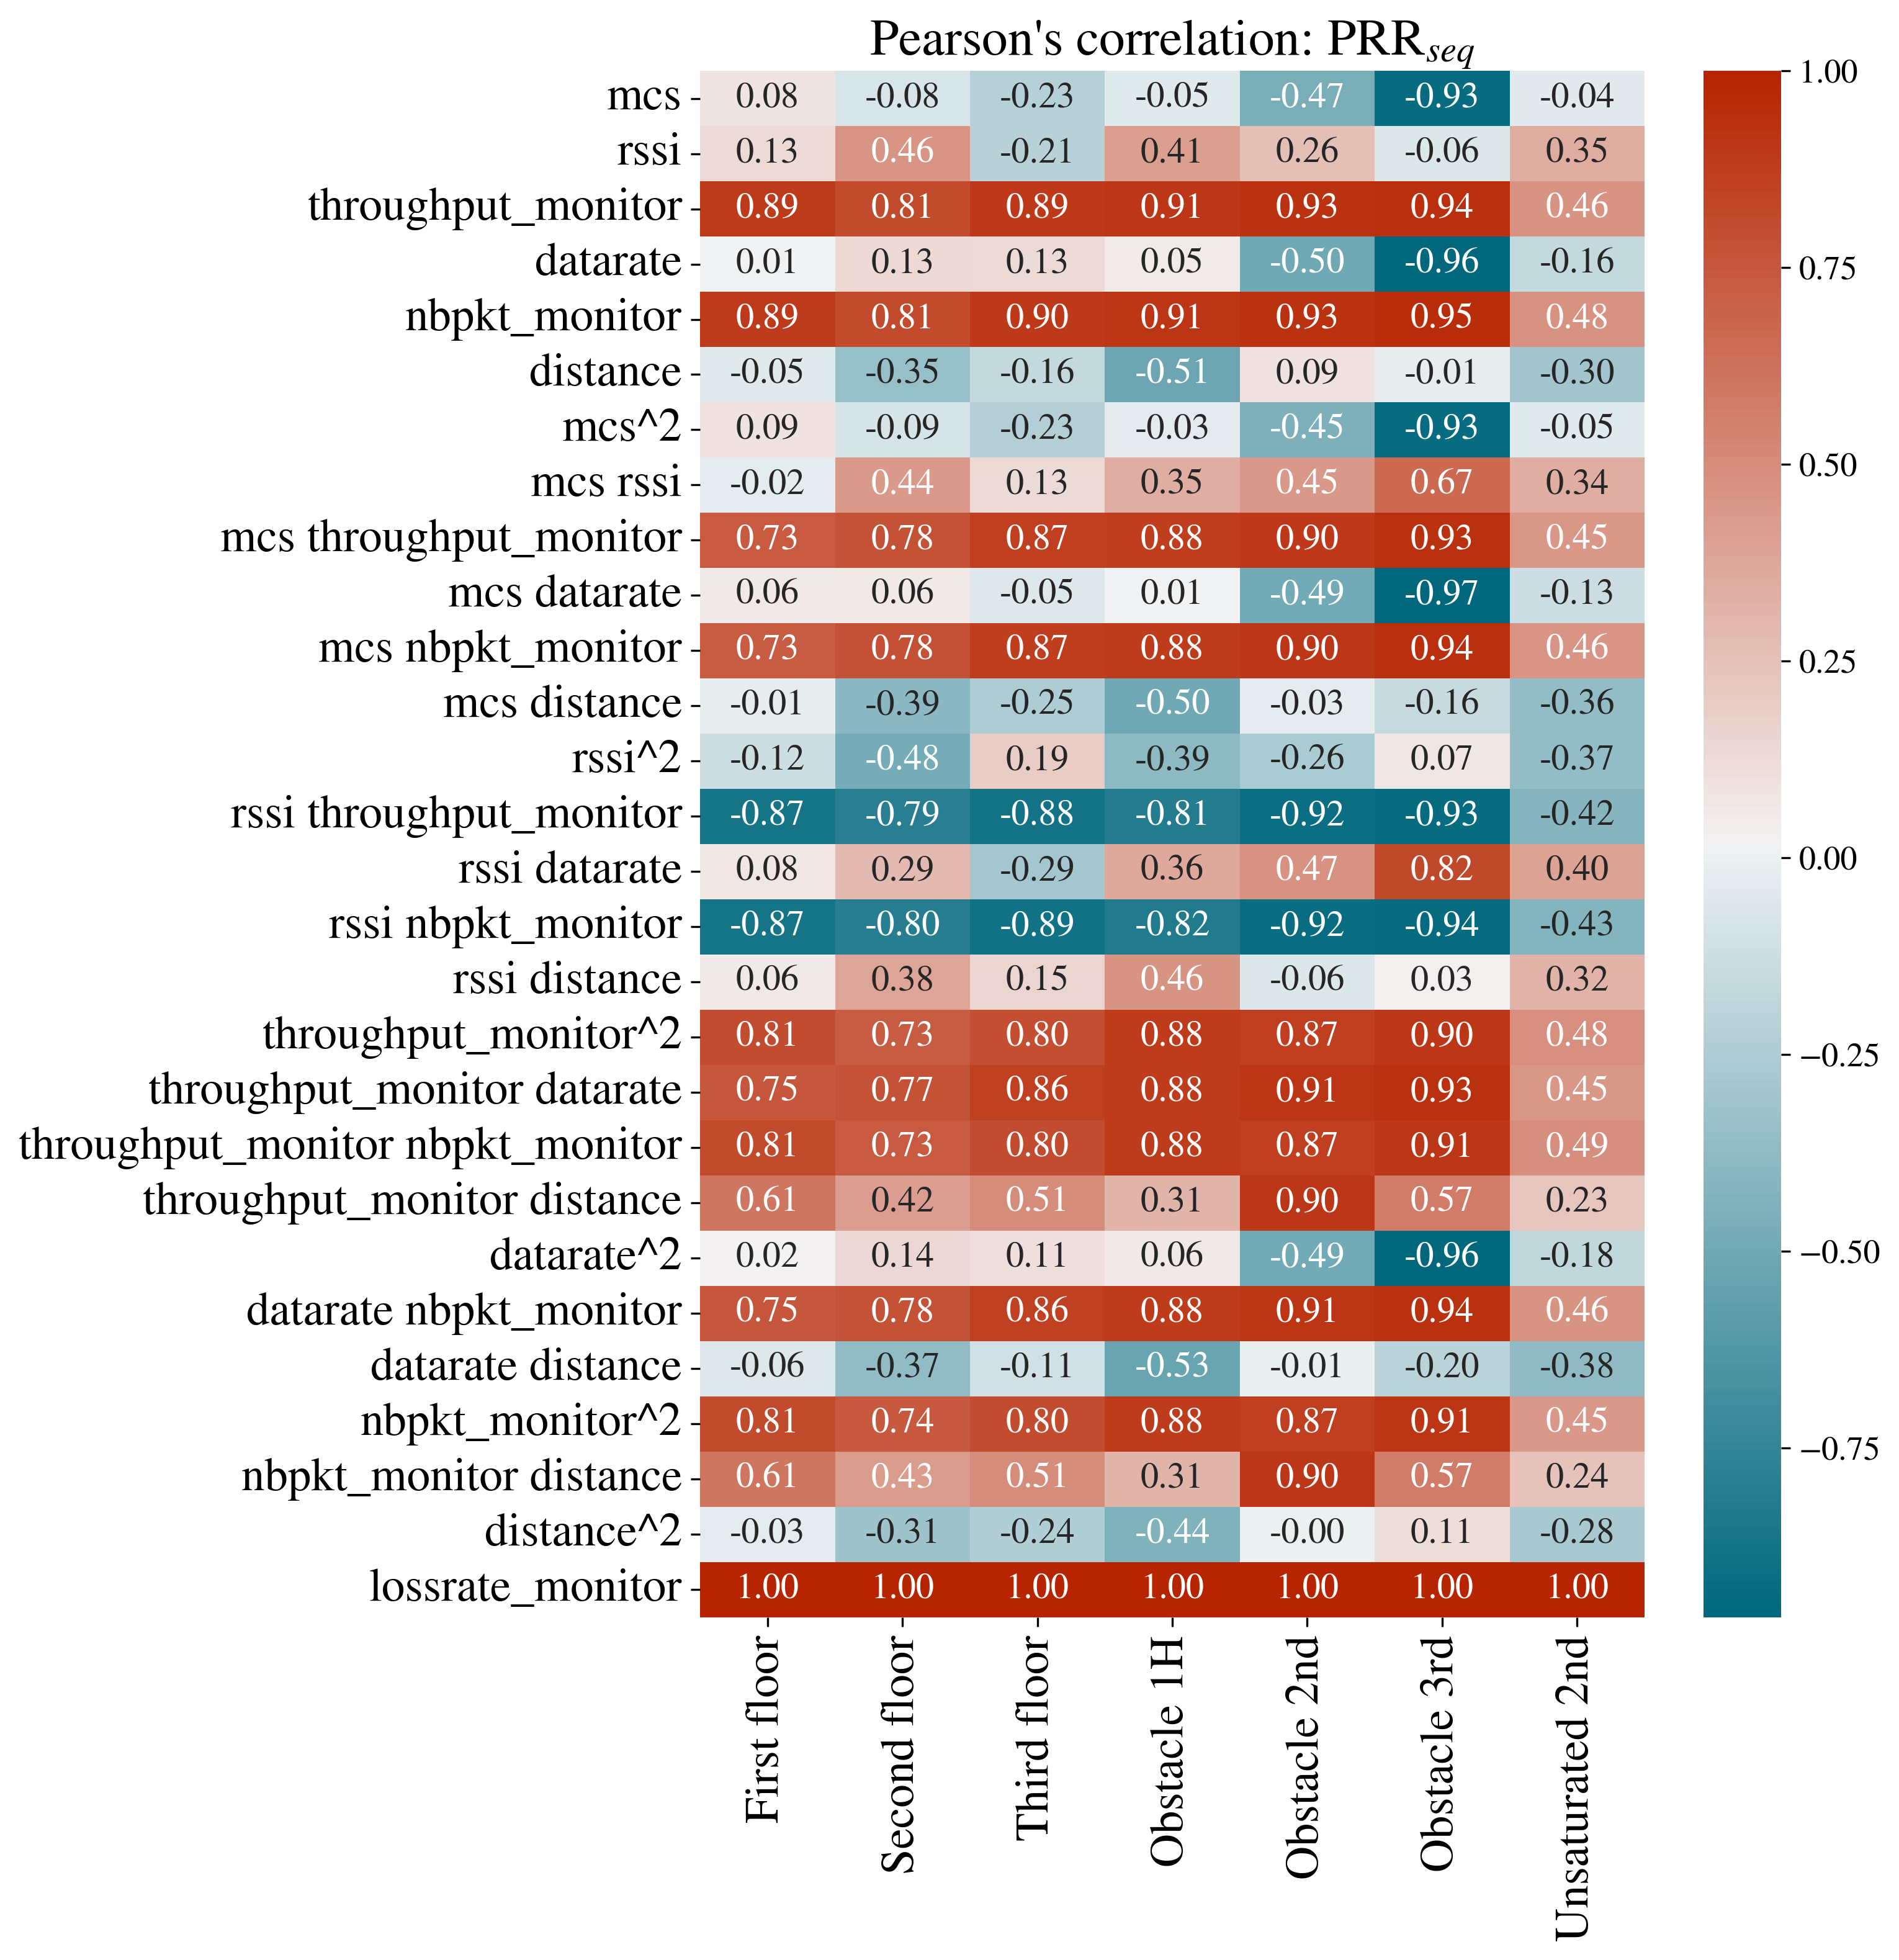 Pearson's correlation: PRR_seq
mcs 0.08 -0.08 -0.23 -0.05 -0.47 -0.93 -0.04
rssi 0.13 0.46 -0.21 0.41 0.26 -0.06 0.35
throughput_monitor 0.89 0.81 0.89 0.91 0.93 0.94 0.46
datarate 0.01 0.13 0.13 0.05 -0.50 -0.96 -0.16
nbpkt_monitor 0.89 0.81 0.90 0.91 0.93 0.95 0.48
distance -0.05 -0.35 -0.16 -0.51 0.09 -0.01 -0.30
mcs^2 0.09 -0.09 -0.23 -0.03 -0.45 -0.93 -0.05
mcs rssi -0.02 0.44 0.13 0.35 0.45 0.67 0.34
mcs throughput_monitor 0.73 0.78 0.87 0.88 0.90 0.93 0.45
mcs datarate 0.06 0.06 -0.05 0.01 -0.49 -0.97 -0.13
mcs nbpkt_monitor 0.73 0.78 0.87 0.88 0.90 0.94 0.46
mcs distance -0.01 -0.39 -0.25 -0.50 -0.03 -0.16 -0.36
rssi^2 -0.12 -0.48 0.19 -0.39 -0.26 0.07 -0.37
rssi throughput_monitor -0.87 -0.79 -0.88 -0.81 -0.92 -0.93 -0.42
rssi datarate 0.08 0.29 -0.29 0.36 0.47 0.82 0.40
rssi nbpkt_monitor -0.87 -0.80 -0.89 -0.82 -0.92 -0.94 -0.43
rssi distance 0.06 0.38 0.15 0.46 -0.06 0.03 0.32
throughput_monitor^2 0.81 0.73 0.80 0.88 0.87 0.90 0.48
throughput_monitor datarate 0.75 0.77 0.86 0.88 0.91 0.93 0.45
throughput_monitor nbpkt_monitor 0.81 0.73 0.80 0.88 0.87 0.91 0.49
throughput_monitor distance 0.61 0.42 0.51 0.31 0.90 0.57 0.23
datarate^2 0.02 0.14 0.11 0.06 -0.49 -0.96 -0.18
datarate nbpkt_monitor 0.75 0.78 0.86 0.88 0.91 0.94 0.46
datarate distance -0.06 -0.37 -0.11 -0.53 -0.01 -0.20 -0.38
nbpkt_monitor^2 0.81 0.74 0.80 0.88 0.87 0.91 0.45
nbpkt_monitor distance 0.61 0.43 0.51 0.31 0.90 0.57 0.24
distance^2 -0.03 -0.31 -0.24 -0.44 -0.00 0.11 -0.28
lossrate_monitor 1.00 1.00 1.00 1.00 1.00 1.00 1.00
First floor
Second floor
Third floor
Obstacle 1H
Obstacle 2nd
Obstacle 3rd
Unsaturated 2nd
1.00
0.75
0.50
0.25
0.00
−0.25
−0.50
−0.75